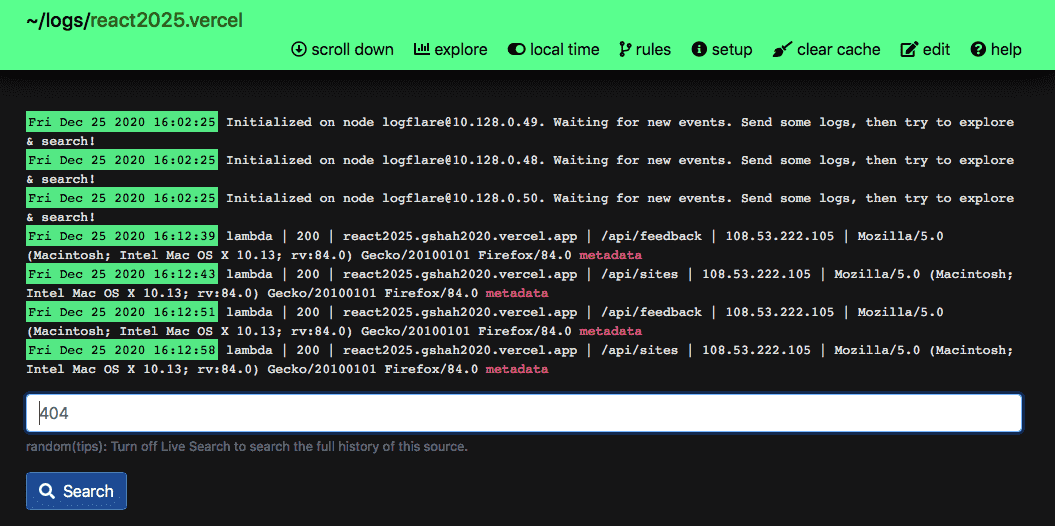 ~/logs/react2025.vercel
scroll down explore local time rules setup clear cache edit help
Fri Dec 25 2020 16:02:25 Initialized on node logflare@10.128.0.49. Waiting for new events. Send some logs, then try to explore
& search!
Fri Dec 25 2020 16:02:25 Initialized on node logflare@10.128.0.48. Waiting for new events. Send some logs, then try to explore
& search!
Fri Dec 25 2020 16:02:25 Initialized on node logflare@10.128.0.50. Waiting for new events. Send some logs, then try to explore
& search!
Fri Dec 25 2020 16:12:39 lambda | 200 | react2025.gshah2020.vercel.app | /api/feedback | 108.53.222.105 | Mozilla/5.0
(Macintosh; Intel Mac OS X 10.13; rv:84.0) Gecko/20100101 Firefox/84.0 metadata
Fri Dec 25 2020 16:12:43 lambda | 200 | react2025.gshah2020.vercel.app | /api/sites | 108.53.222.105 | Mozilla/5.0 (Macintosh;
Intel Mac OS X 10.13; rv:84.0) Gecko/20100101 Firefox/84.0 metadata
Fri Dec 25 2020 16:12:51 lambda | 200 | react2025.gshah2020.vercel.app | /api/feedback | 108.53.222.105 | Mozilla/5.0
(Macintosh; Intel Mac OS X 10.13; rv:84.0) Gecko/20100101 Firefox/84.0 metadata
Fri Dec 25 2020 16:12:58 lambda | 200 | react2025.gshah2020.vercel.app | /api/sites | 108.53.222.105 | Mozilla/5.0 (Macintosh;
Intel Mac OS X 10.13; rv:84.0) Gecko/20100101 Firefox/84.0 metadata
404
random(tips): Turn off Live Search to search the full history of this source.
Search